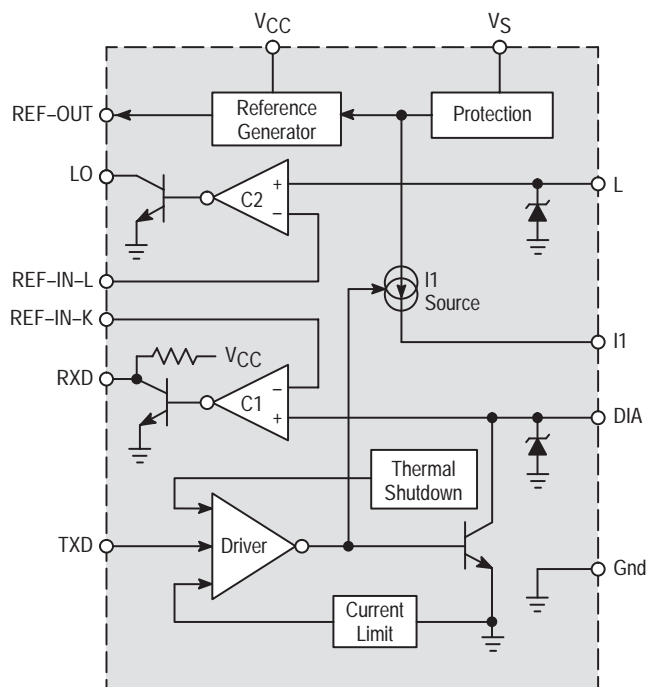 VCC
VS
REF–OUT
Reference
Generator
Protection
LO
+
C2
–
L
REF–IN–L
I1
Source
REF–IN–K
I1
VCC
RXD
–
C1
+
DIA
Thermal
Shutdown
TXD
Driver
Gnd
Current
Limit